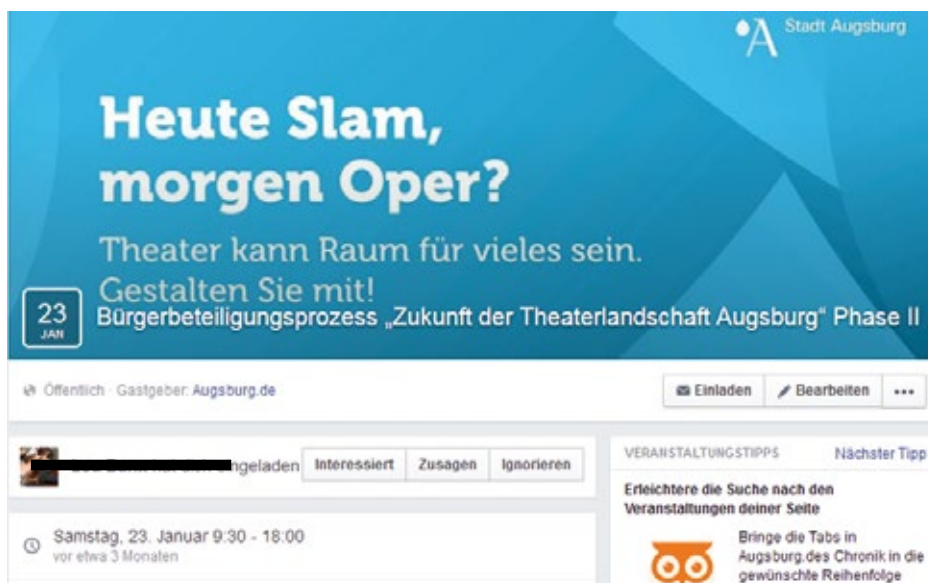 Stadt Augsburg
Heute Slam,
morgen Oper?
Theater kann Raum für vieles sein.
Gestalten Sie mit!
23
JAN
Bürgerbeteiligungsprozess „Zukunft der Theaterlandschaft Augsburg“ Phase II
Öffentlich · Gastgeber: Augsburg.de
Einladen
Bearbeiten
•••
eingeladen
Interessiert
Zusagen
Ignorieren
VERANSTALTUNGSTIPPS
Nächster Tipp
Erleichtere die Suche nach den
Veranstaltungen deiner Seite
Samstag, 23. Januar 9:30 - 18:00
vor etwa 3 Monaten
Bringe die Tabs in
Augsburg.des Chronik in die
gewünschte Reihenfolge